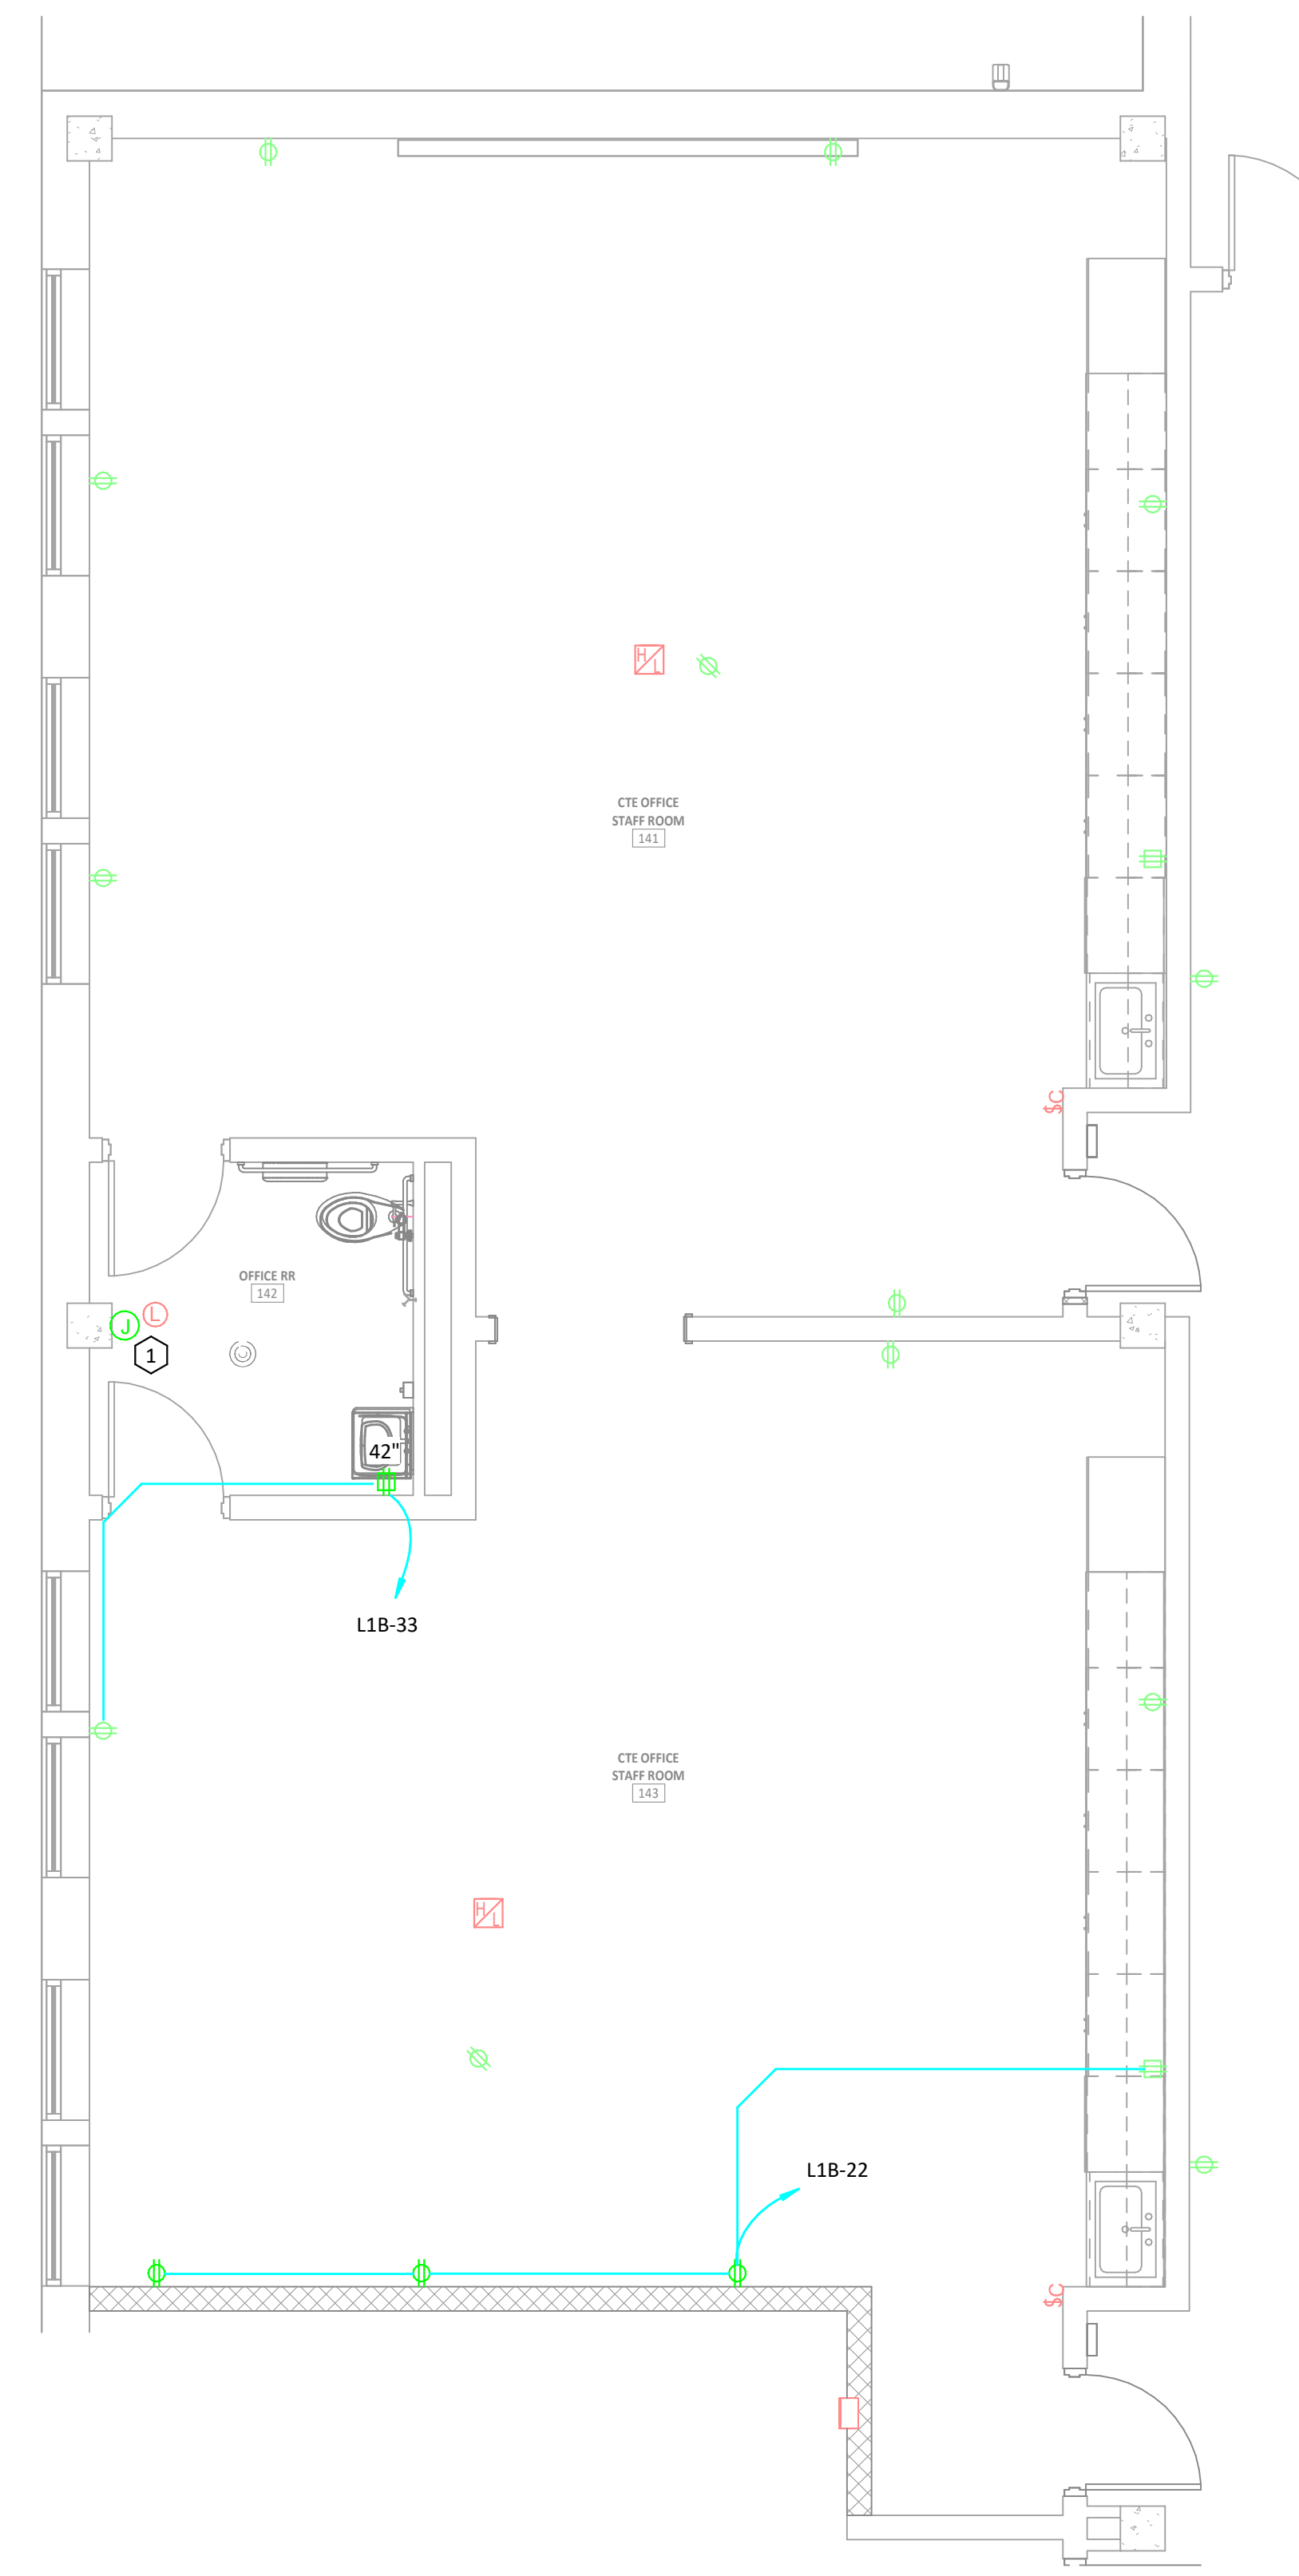 H
L
CTE OFFICE
STAFF ROOM
141
$C
OFFICE RR
142
J
L
1
42"
L1B-33
CTE OFFICE
STAFF ROOM
143
H
L
L1B-22
$C